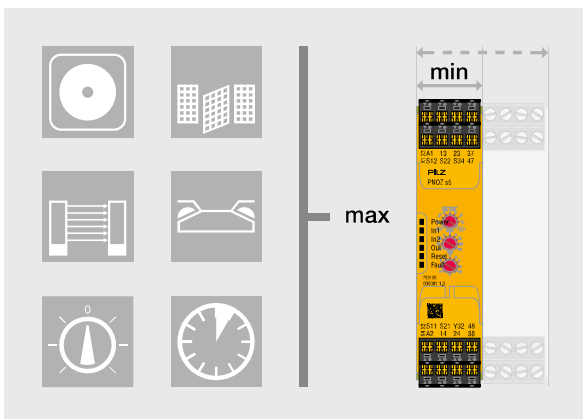 min
A1 13 23 37
S12 S22 S34 47
PILZ
PNOZ s5
0
max
Power
In1
In2
Out
Reset
Fault
S11 S21 Y32 48
A2 14 24 38